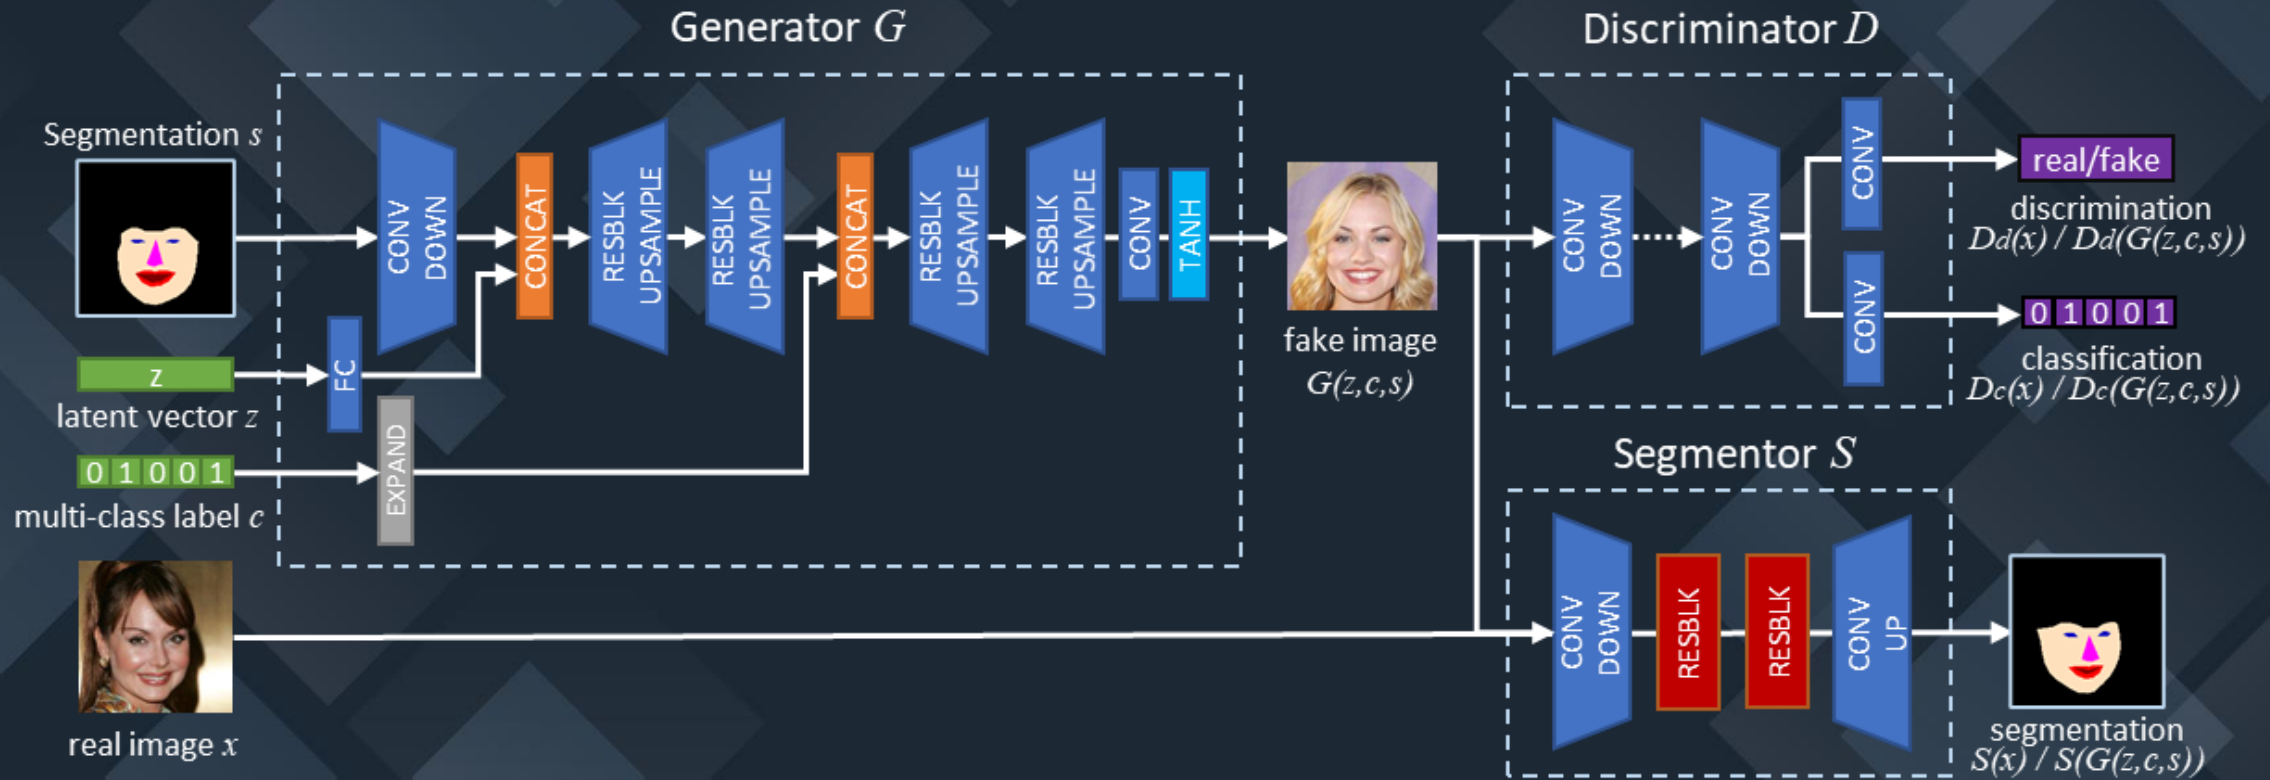 Generator G
Discriminator D
Segmentation s
CONV
DOWN
CONCAT
RESBLK
UPSAMPLE
RESBLK
UPSAMPLE
CONCAT
RESBLK
UPSAMPLE
RESBLK
UPSAMPLE
CONV
TANH
FC
z
latent vector z
EXPAND
0 1 0 0 1
multi-class label c
real image x
fake image
G(z,c,s)
CONV
DOWN
CONV
DOWN
CONV
CONV
real/fake
discrimination
Dd(x) / Dd(G(z,c,s))
0 1 0 0 1
classification
Dc(x) / Dc(G(z,c,s))
Segmentor S
CONV
DOWN
RESBLK
RESBLK
CONV
UP
segmentation
S(x) / S(G(z,c,s))